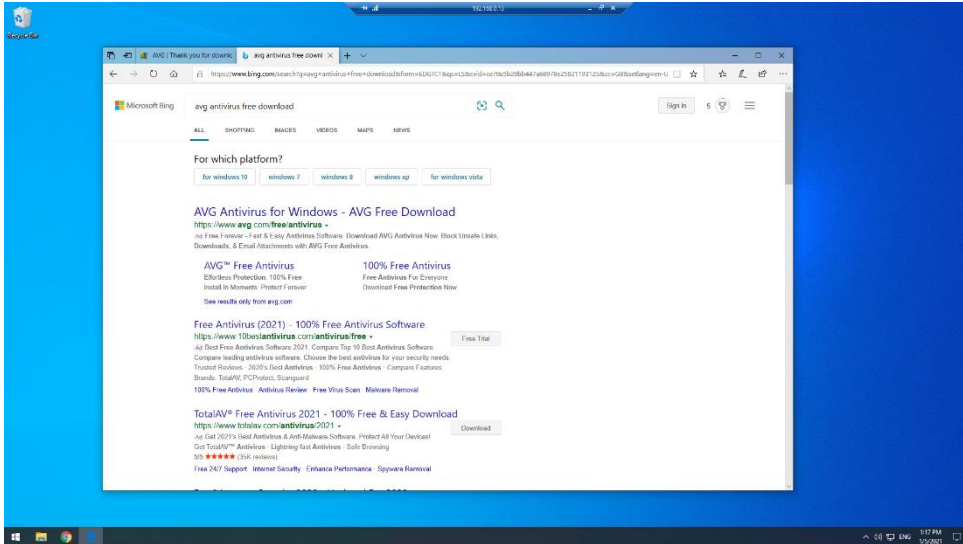 192.168.0.13
Recycle Bin
AVG | Thank you for downlo
avg antivirus free downl
Microsoft Bing
avg antivirus free download
Sign in
5
ALL SHOPPING IMAGES VIDEOS MAPS NEWS
For which platform?
for windows 10 windows 7 windows 8 windows xp for windows vista
AVG Antivirus for Windows - AVG Free Download
https://www.avg.com/free/antivirus
Ad Free Forever - Fast & Easy Antivirus Software. Download AVG Antivirus Now. Block Unsafe Links,
Downloads, & Email Attachments with AVG Free Antivirus.
AVG™ Free Antivirus
Effortless Protection. 100% Free
Install In Moments. Protect Forever
100% Free Antivirus
Free Antivirus For Everyone
Download Free Protection Now
See results only from avg.com
Free Antivirus (2021) - 100% Free Antivirus Software
https://www.10bestantivirus.com/antivirus/free
Free Trial
Ad Best Free Antivirus Software 2021. Compare Top 10 Best Antivirus Software.
Compare leading antivirus software. Choose the best antivirus for your security needs.
Trusted Reviews · 2020's Best Antivirus · 100% Free Antivirus · Compare Features
Brands: TotalAV, PCProtect, Scanguard
100% Free Antivirus Antivirus Review Free Virus Scan Malware Removal
TotalAV® Free Antivirus 2021 - 100% Free & Easy Download
https://www.totalav.com/antivirus/2021
Download
Ad Get 2021's Best Antivirus & Anti-Malware Software. Protect All Your Devices!
Get TotalAV™ Antivirus · Lightning-fast Antivirus · Safe Browsing
5/5 ★★★★★ (35K reviews)
Free 24/7 Support · Internet Security · Enhance Performance · Spyware Removal
ENG
1:17 PM
1/5/2021